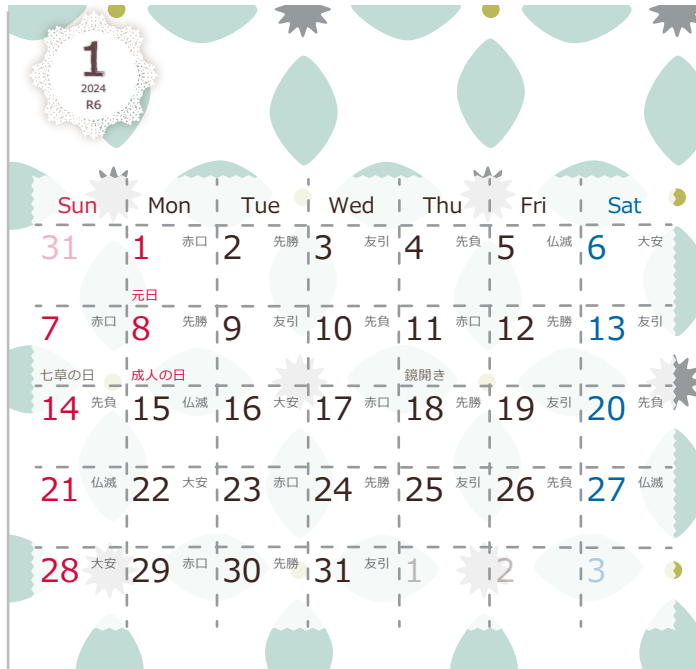 1
2024
R6
Sun Mon Tue Wed Thu Fri Sat
31 1 赤口 2 先勝 3 友引 4 先負 5 仏滅 6 大安
元日
7 赤口 8 先勝 9 友引 10 先負 11 赤口 12 先勝 13 友引
七草の日 成人の日 鏡開き
14 先負 15 仏滅 16 大安 17 赤口 18 先勝 19 友引 20 先負
21 仏滅 22 大安 23 赤口 24 先勝 25 友引 26 先負 27 仏滅
28 大安 29 赤口 30 先勝 31 友引 1 2 3